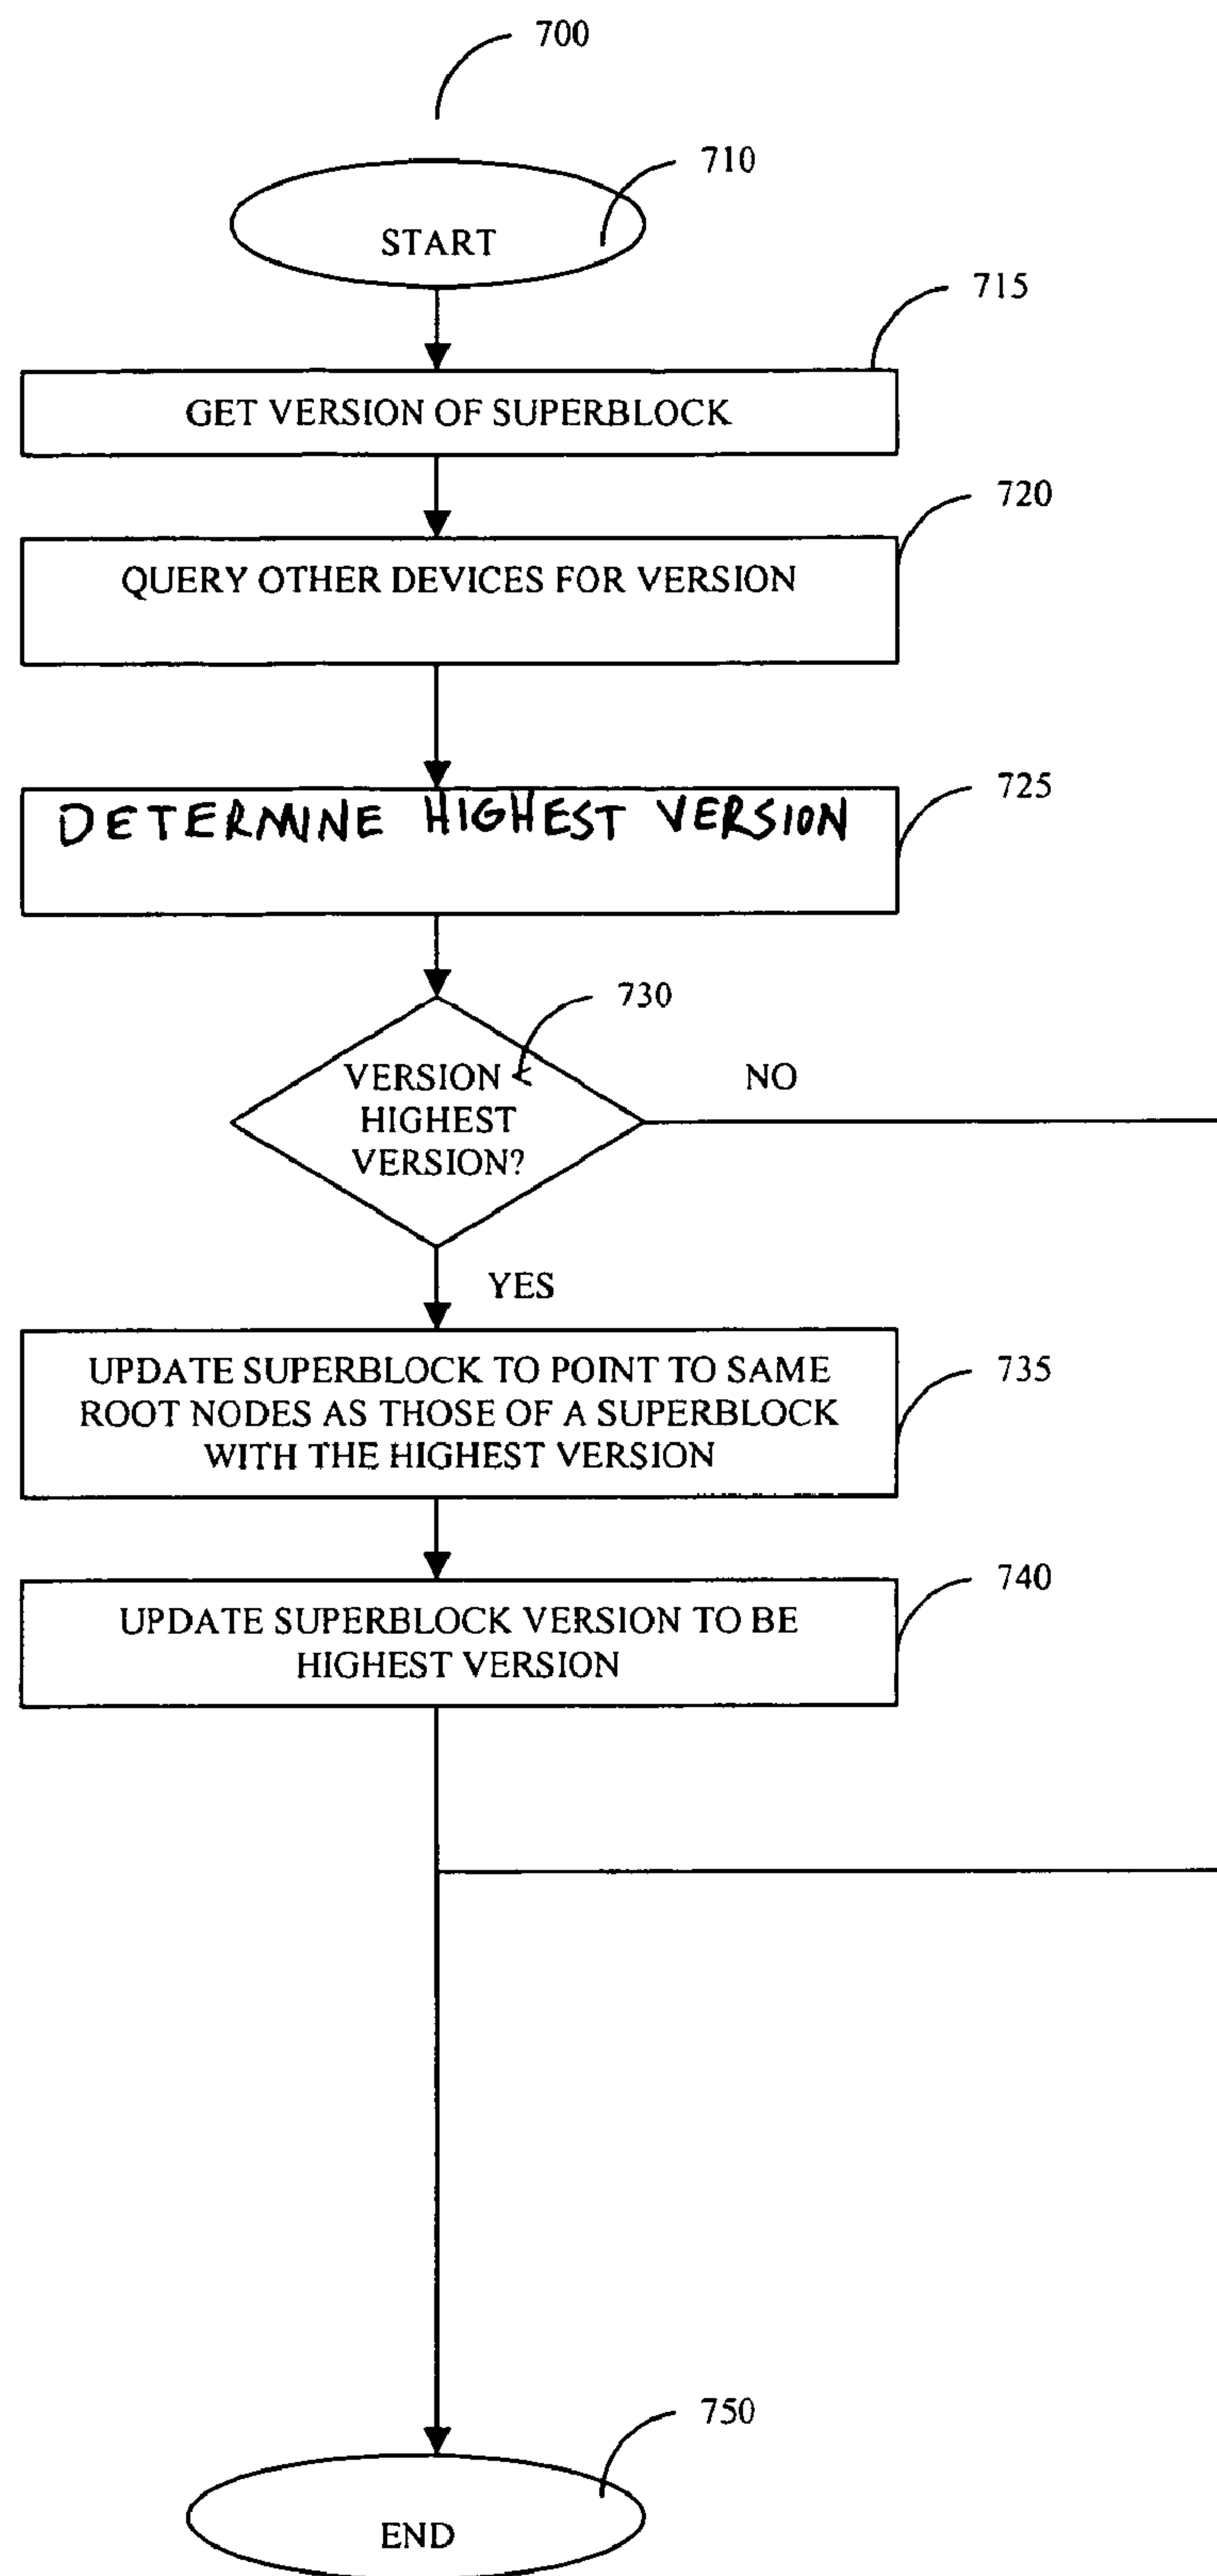 700
710
START
715
GET VERSION OF SUPERBLOCK
720
QUERY OTHER DEVICES FOR VERSION
725
DETERMINE HIGHEST VERSION
730
VERSION <
HIGHEST
VERSION?
NO
YES
UPDATE SUPERBLOCK TO POINT TO SAME
ROOT NODES AS THOSE OF A SUPERBLOCK
WITH THE HIGHEST VERSION
735
740
UPDATE SUPERBLOCK VERSION TO BE
HIGHEST VERSION
750
END